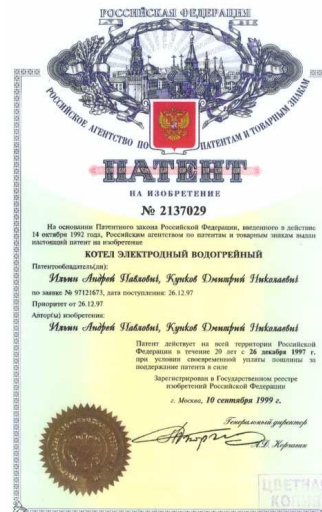 РОССИЙСКАЯ ФЕДЕРАЦИЯ
РОССИЙСКОЕ АГЕНТСТВО ПО ПАТЕНТАМ И ТОВАРНЫМ ЗНАКАМ
ПАТЕНТ
НА ИЗОБРЕТЕНИЕ
№ 2137029
На основании Патентного закона Российской Федерации, введенного в действие
14 октября 1992 года, Российским агентством по патентам и товарным знакам выдан
настоящий патент на изобретение
КОТЕЛ ЭЛЕКТРОДНЫЙ ВОДОГРЕЙНЫЙ
Патентообладатель(ли):
Ильин Андрей Павлович, Кунков Дмитрий Николаевич
по заявке № 97121673, дата поступления: 26.12.97
Приоритет от 26.12.97
Автор(ы) изобретения:
Ильин Андрей Павлович, Кунков Дмитрий Николаевич
Патент действует на всей территории Российской
Федерации в течение 20 лет с 26 декабря 1997 г.
при условии своевременной уплаты пошлины за
поддержание патента в силе
Зарегистрирован в Государственном реестре
изобретений Российской Федерации
г. Москва, 10 сентября 1999 г.
Генеральный директор
А.Д. Корчагин
ЦВЕТНАЯ
КОПИЯ